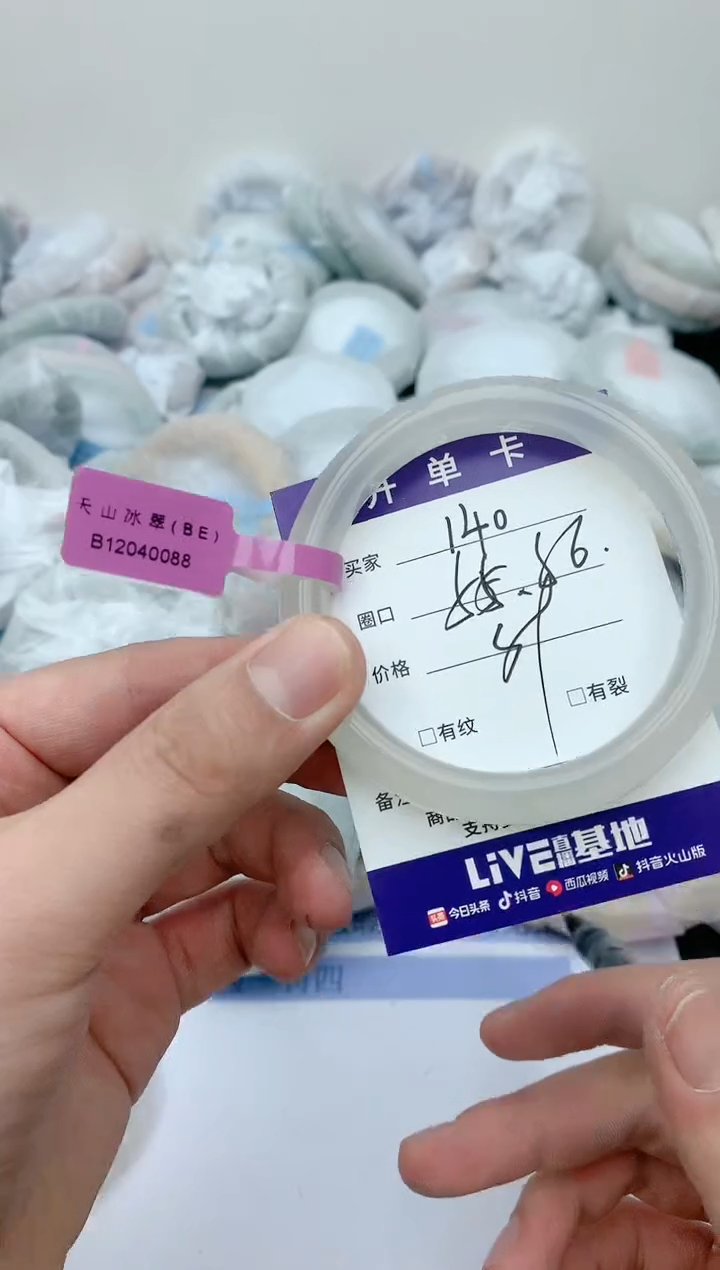 天山冰翠(BE)
B12040088
开单卡
买家 140
圈口 55.56.
价格
□有纹 □有裂
LIVE直播基地
今日头条 抖音 西瓜视频 抖音火山版